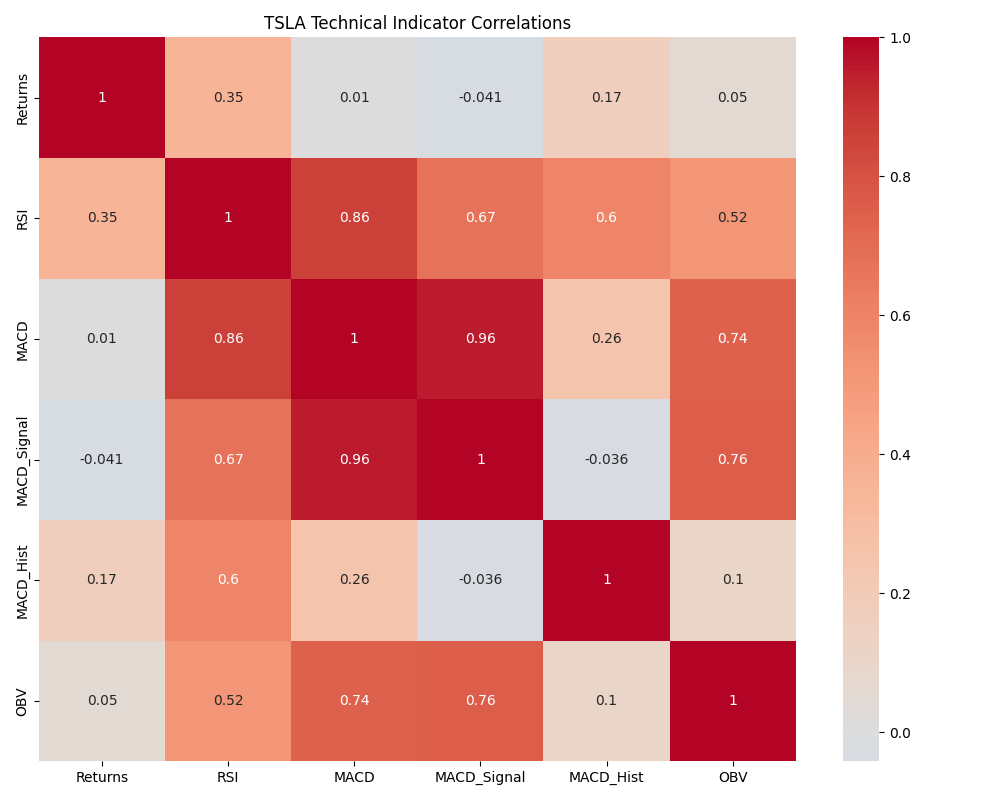 TSLA Technical Indicator Correlations
Returns 1 0.35 0.01 -0.041 0.17 0.05
RSI 0.35 1 0.86 0.67 0.6 0.52
MACD 0.01 0.86 1 0.96 0.26 0.74
MACD_Signal -0.041 0.67 0.96 1 -0.036 0.76
MACD_Hist 0.17 0.6 0.26 -0.036 1 0.1
OBV 0.05 0.52 0.74 0.76 0.1 1
Returns RSI MACD MACD_Signal MACD_Hist OBV
1.0
0.8
0.6
0.4
0.2
0.0